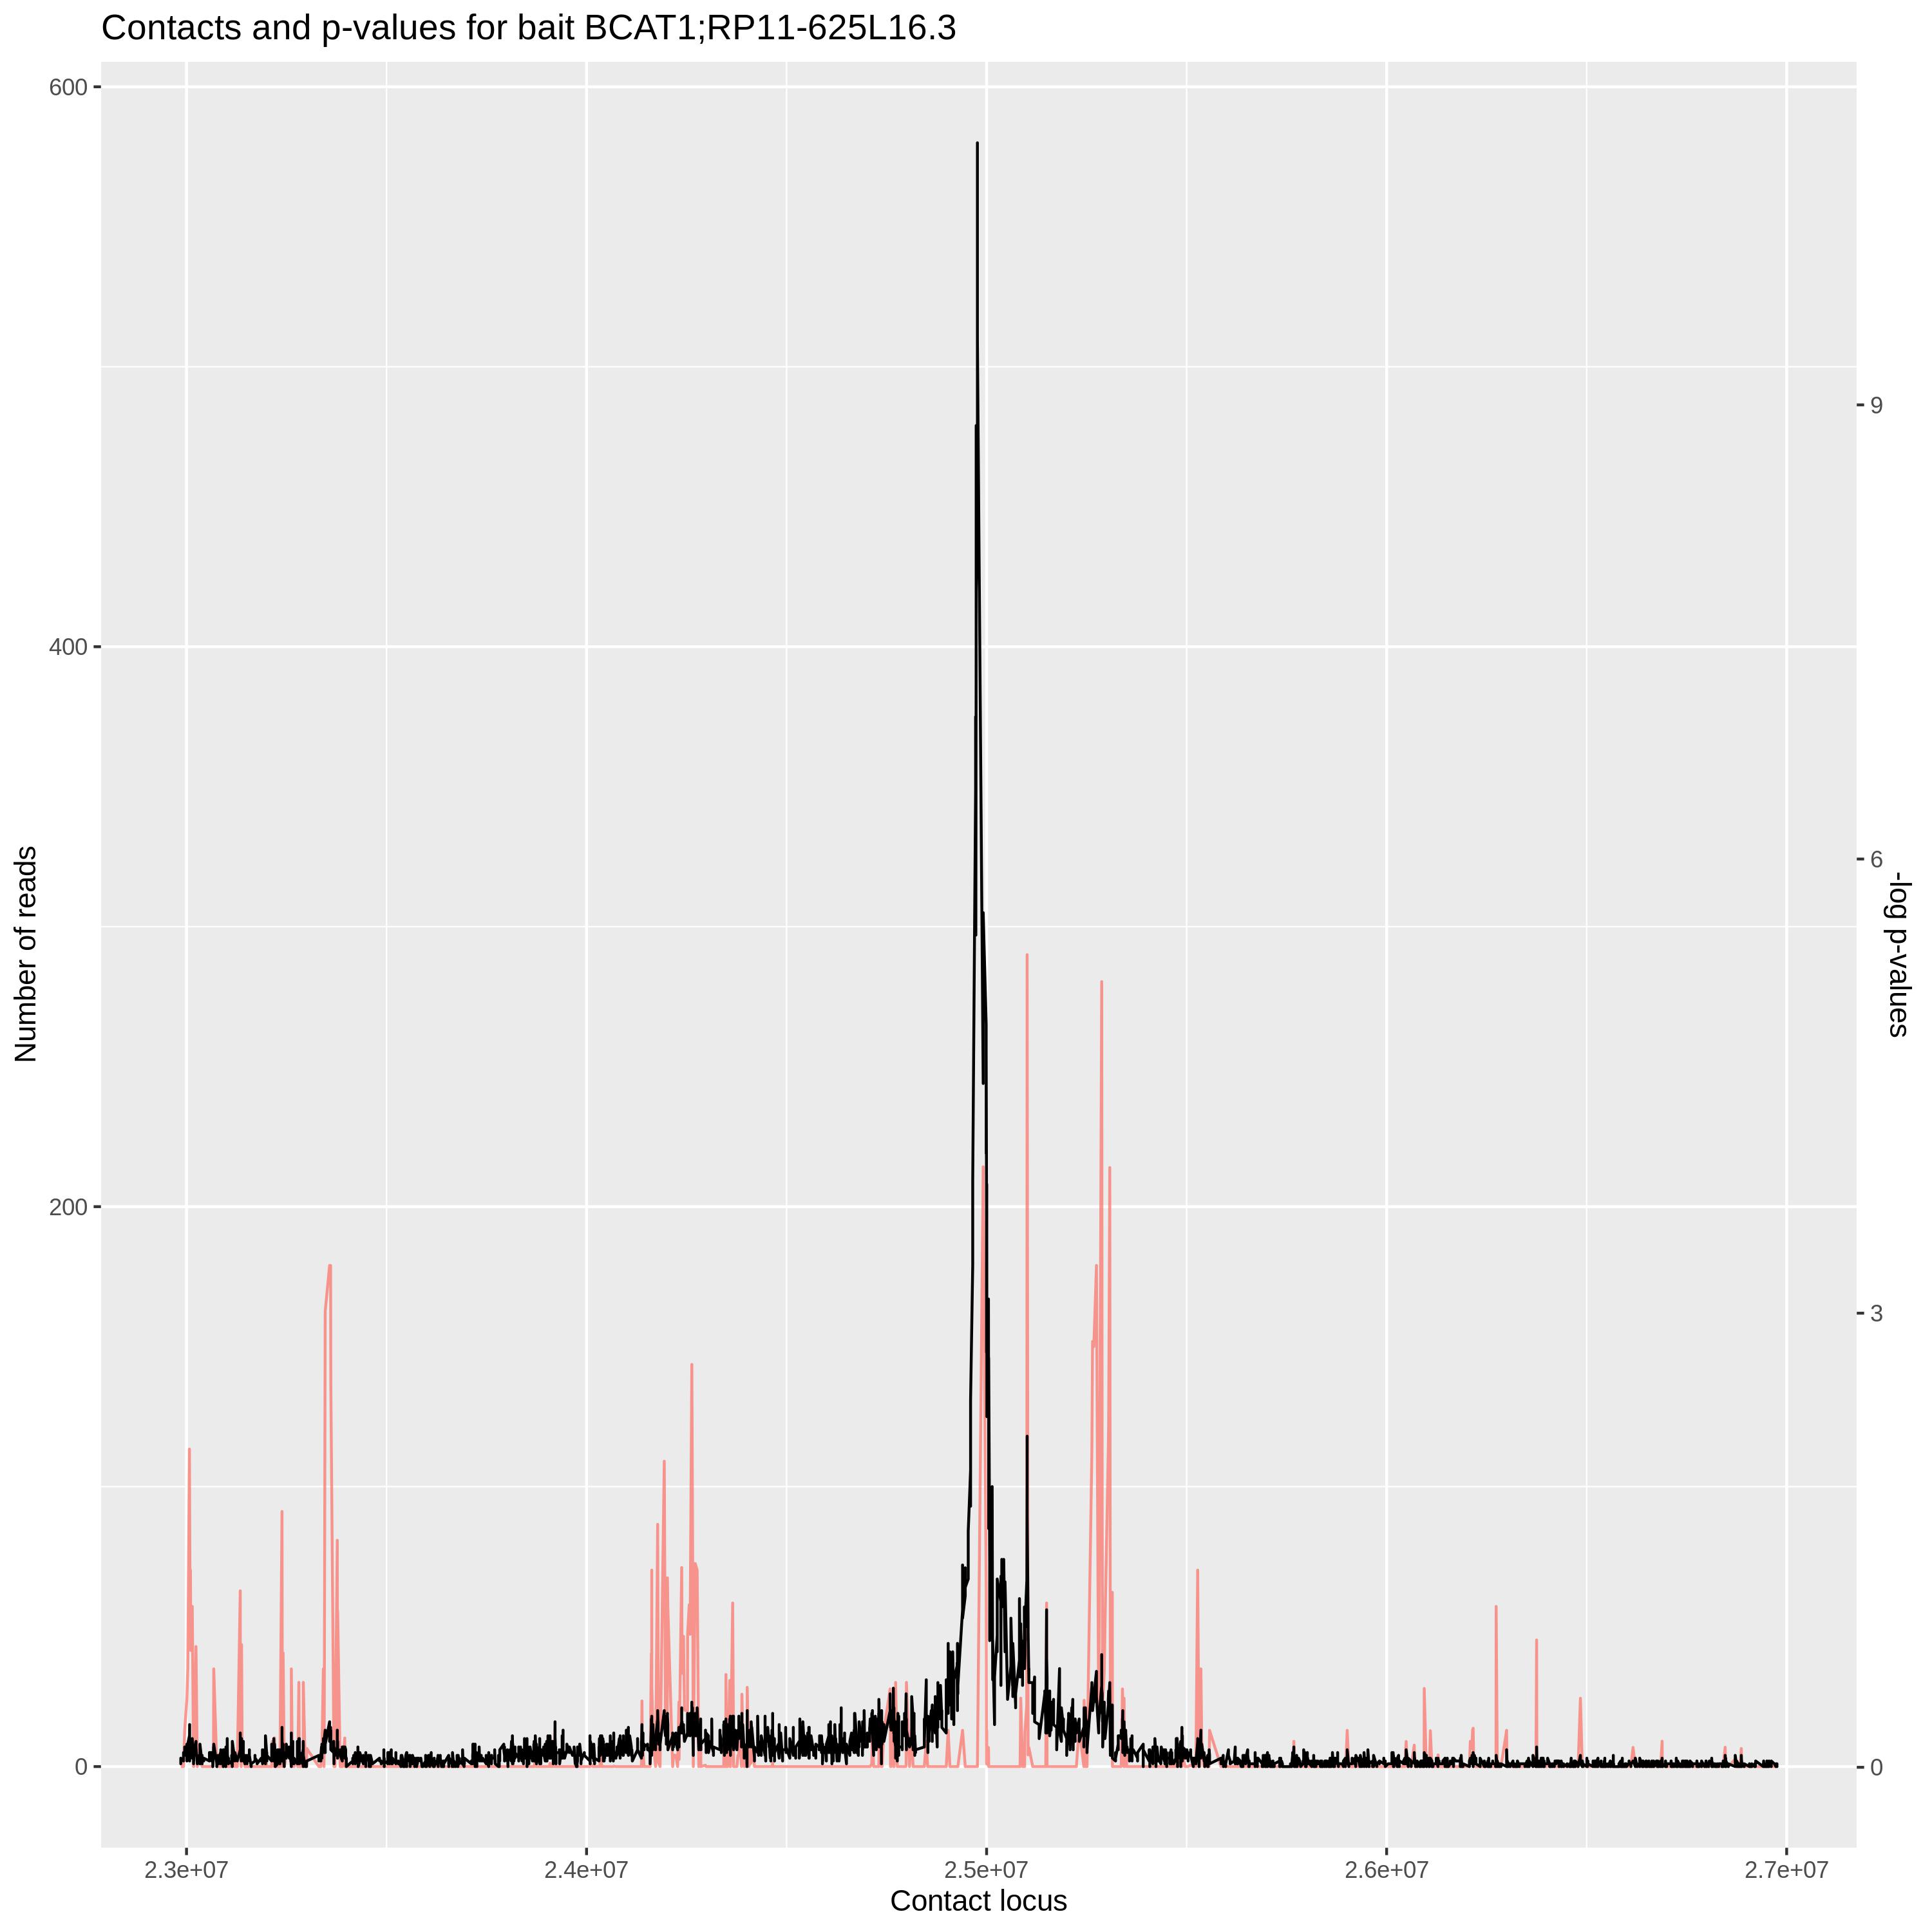 Contacts and p-values for bait BCAT1;RP11-625L16.3
600
400
200
0
Number of reads
9
6
3
0
-log p-values
2.3e+07
2.4e+07
2.5e+07
2.6e+07
2.7e+07
Contact locus